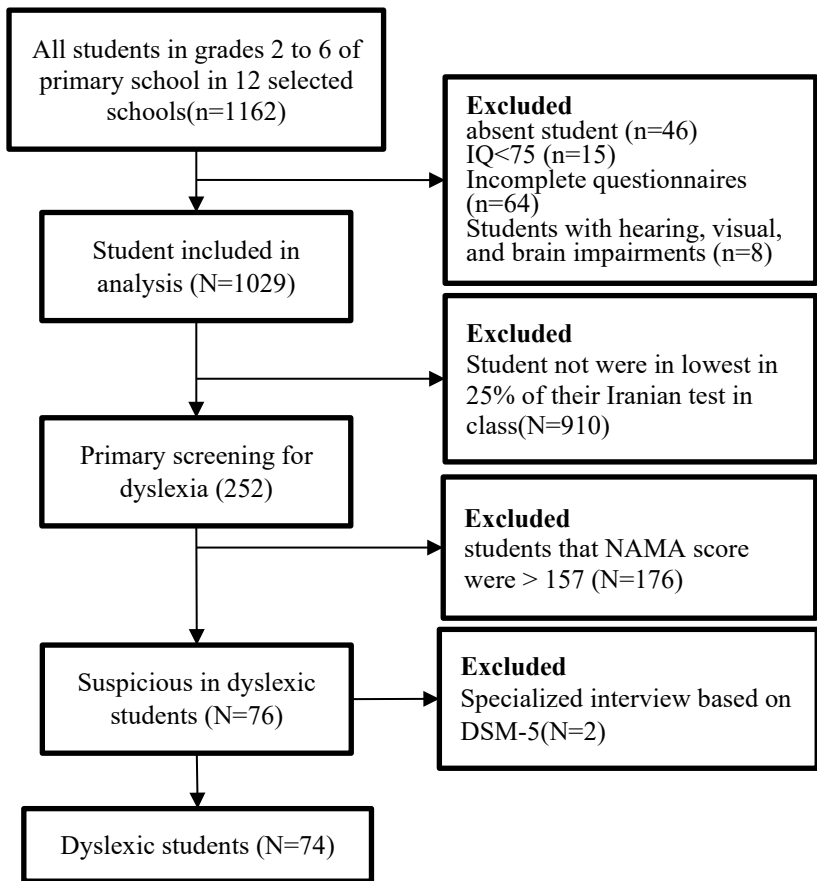 All students in grades 2 to 6 of
primary school in 12 selected
schools(n=1162)
Excluded
absent student (n=46)
IQ<75 (n=15)
Incomplete questionnaires
(n=64)
Students with hearing, visual,
and brain impairments (n=8)
Student included in
analysis (N=1029)
Excluded
Student not were in lowest in
25% of their Iranian test in
class(N=910)
Primary screening for
dyslexia (252)
Excluded
students that NAMA score
were > 157 (N=176)
Suspicious in dyslexic
students (N=76)
Excluded
Specialized interview based on
DSM-5(N=2)
Dyslexic students (N=74)